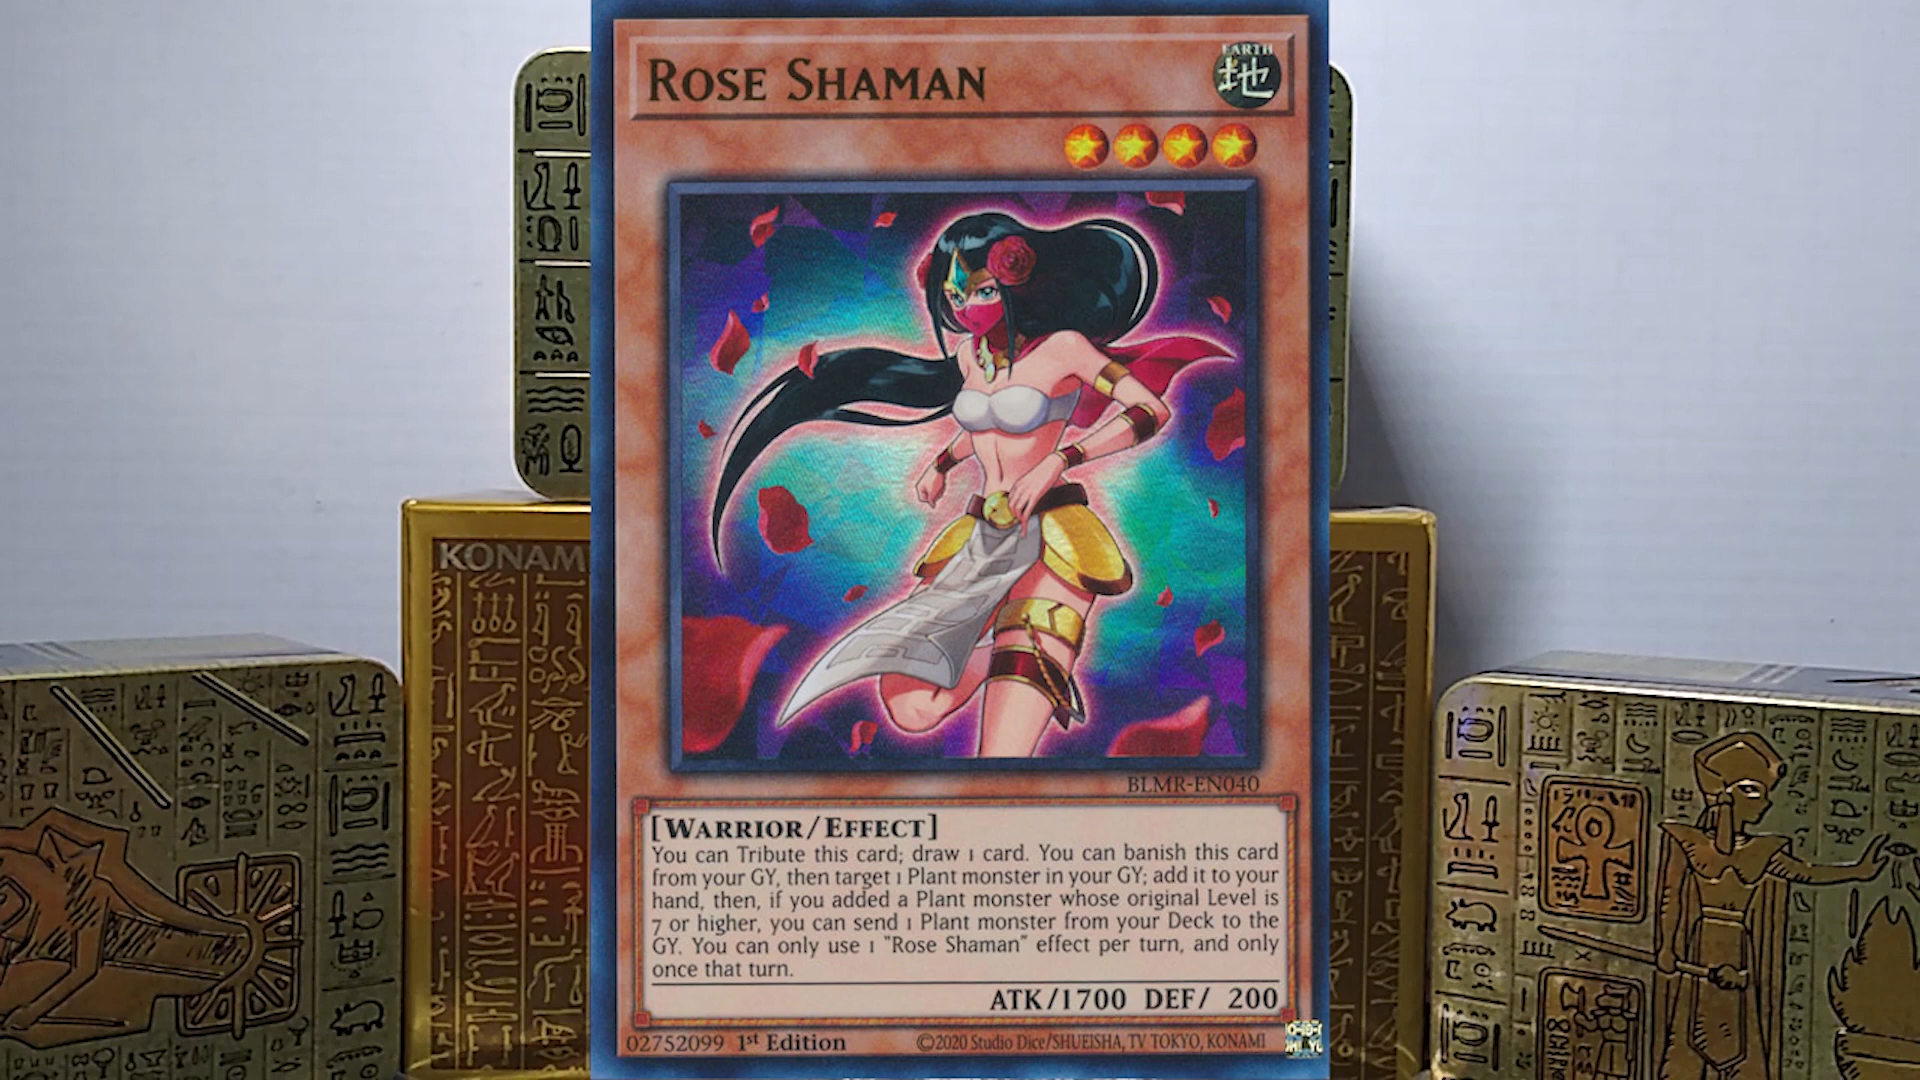 ROSE SHAMAN
EARTH
地
KONAM
BLMR-EN040
[WARRIOR/EFFECT]
You can Tribute this card; draw 1 card. You can banish this card
from your GY, then target 1 Plant monster in your GY; add it to your
hand, then, if you added a Plant monster whose original Level is
7 or higher, you can send 1 Plant monster from your Deck to the
GY. You can only use 1 "Rose Shaman" effect per turn, and only
once that turn.
ATK/1700 DEF/ 200
02752099 1st Edition ©2020 Studio Dice/SHUEISHA, TV TOKYO, KONAMI